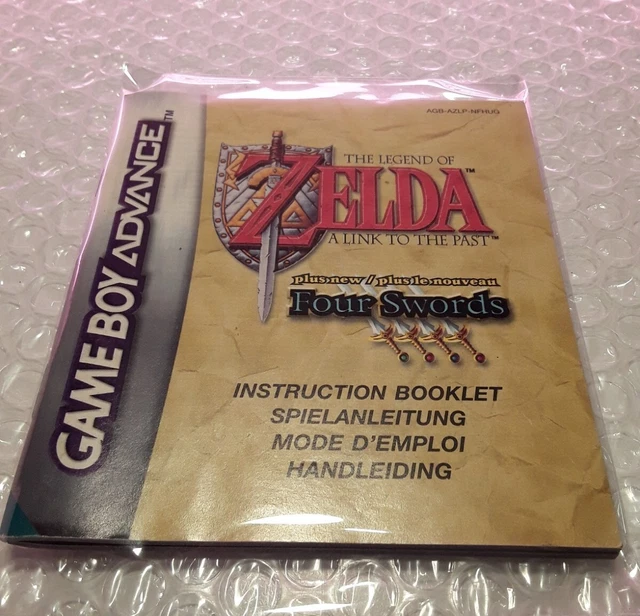 AGB-AZLP-NFHUG
GAME BOY ADVANCE™
THE LEGEND OF
ZELDA™
A LINK TO THE PAST™
plus new / plus le nouveau
Four Swords
INSTRUCTION BOOKLET
SPIELANLEITUNG
MODE D'EMPLOI
HANDLEIDING